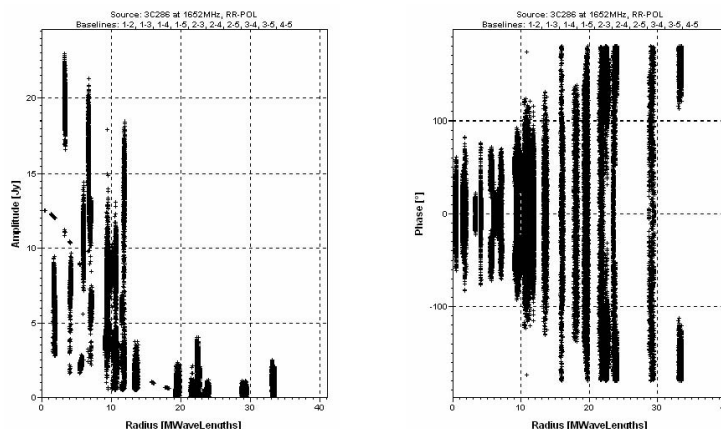 Source: 3C286 at 1652MHz, RR-POL
Baselines: 1-2, 1-3, 1-4, 1-5, 2-3, 2-4, 2-5, 3-4, 3-5, 4-5
Amplitude [Jy]
20
15
10
5
0
0
10
20
30
40
Radius [MWaveLengths]
Source: 3C286 at 1652MHz, RR-POL
Baselines: 1-2, 1-3, 1-4, 1-5, 2-3, 2-4, 2-5, 3-4, 3-5, 4-5
Phase [°]
100
0
-100
0
10
20
30
40
Radius [MWaveLengths]